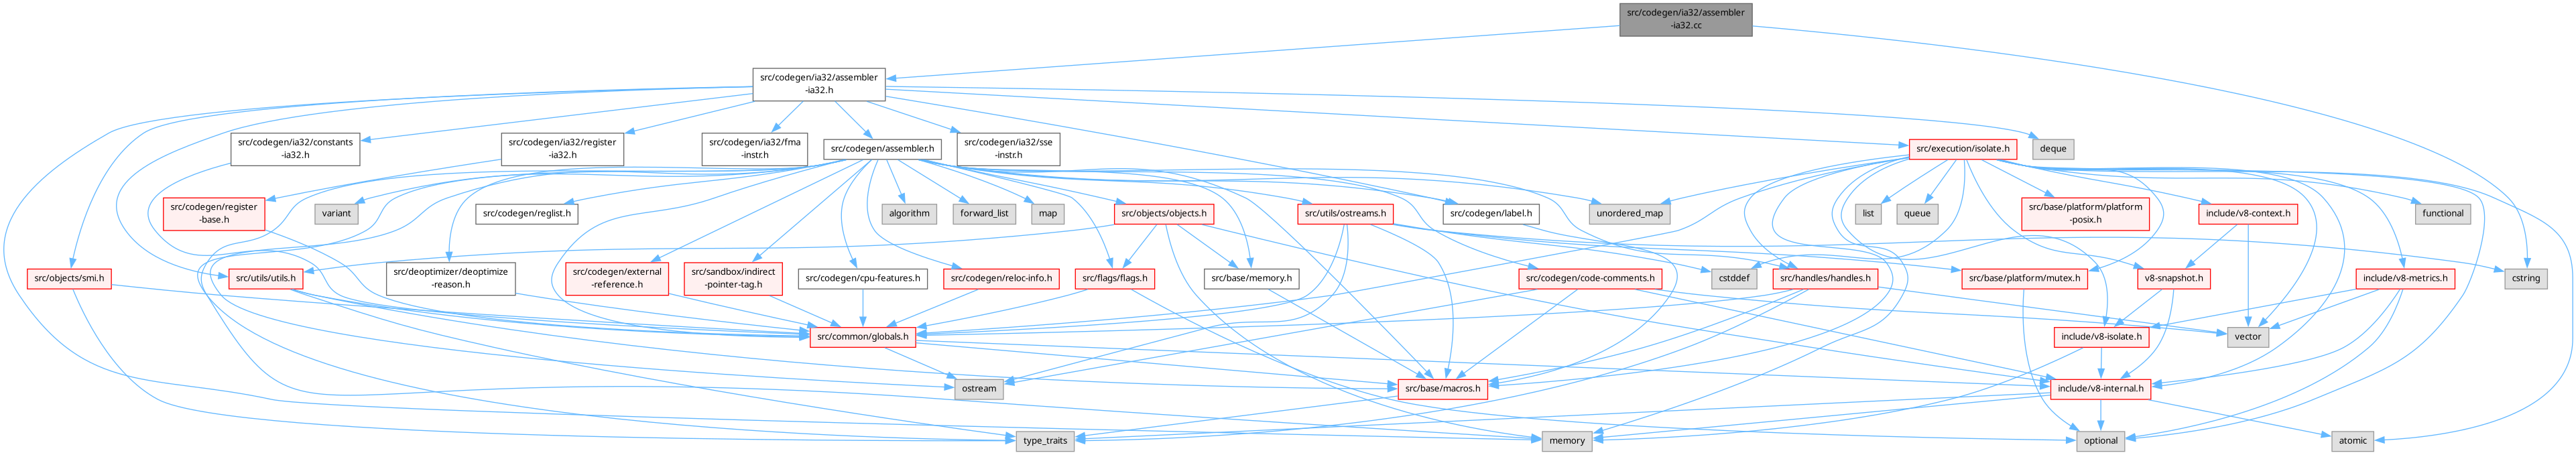 src/codegen/ia32/assembler
-ia32.cc
src/codegen/ia32/assembler
-ia32.h
src/codegen/ia32/constants
-ia32.h
src/codegen/ia32/register
-ia32.h
src/codegen/ia32/fma
-instr.h
src/codegen/assembler.h
src/codegen/ia32/sse
-instr.h
src/execution/isolate.h
deque
src/codegen/register
-base.h
variant
src/codegen/reglist.h
algorithm
forward_list
map
src/objects/objects.h
src/utils/ostreams.h
src/codegen/label.h
unordered_map
list
queue
src/base/platform/platform
-posix.h
include/v8-context.h
functional
src/objects/smi.h
src/utils/utils.h
src/deoptimizer/deoptimize
-reason.h
src/codegen/external
-reference.h
src/sandbox/indirect
-pointer-tag.h
src/codegen/cpu-features.h
src/codegen/reloc-info.h
src/flags/flags.h
src/base/memory.h
src/codegen/code-comments.h
cstddef
src/handles/handles.h
src/base/platform/mutex.h
v8-snapshot.h
include/v8-metrics.h
cstring
src/common/globals.h
include/v8-isolate.h
vector
ostream
src/base/macros.h
include/v8-internal.h
type_traits
memory
optional
atomic